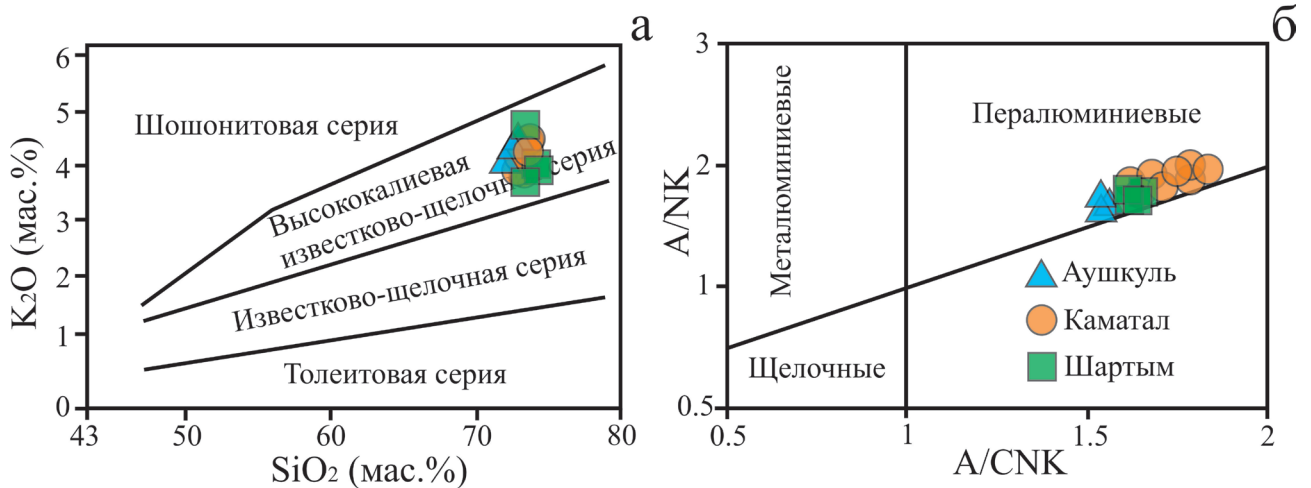 а
6
5
4
3
2
1
0
K₂O (мас.%)
Шошонитовая серия
Высококалиевая
известково-щелочная серия
Известково-щелочная серия
Толеитовая серия
43
50
60
70
80
SiO₂ (мас.%)
б
3
2
1
0.5
A/NK
Металюминиевые
Пералюминиевые
Щелочные
Аушкуль
Каматал
Шартым
0.5
1
1.5
2
A/CNK